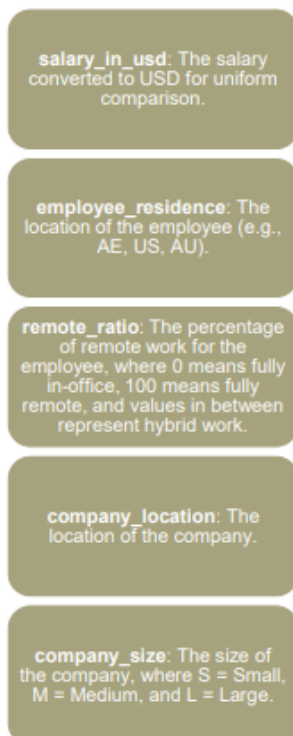 salary_in_usd: The salary
converted to USD for uniform
comparison.
employee_residence: The
location of the employee (e.g.,
AE, US, AU).
remote_ratio: The percentage
of remote work for the
employee, where 0 means fully
in-office, 100 means fully
remote, and values in between
represent hybrid work.
company_location: The
location of the company.
company_size: The size of
the company, where S = Small,
M = Medium, and L = Large.